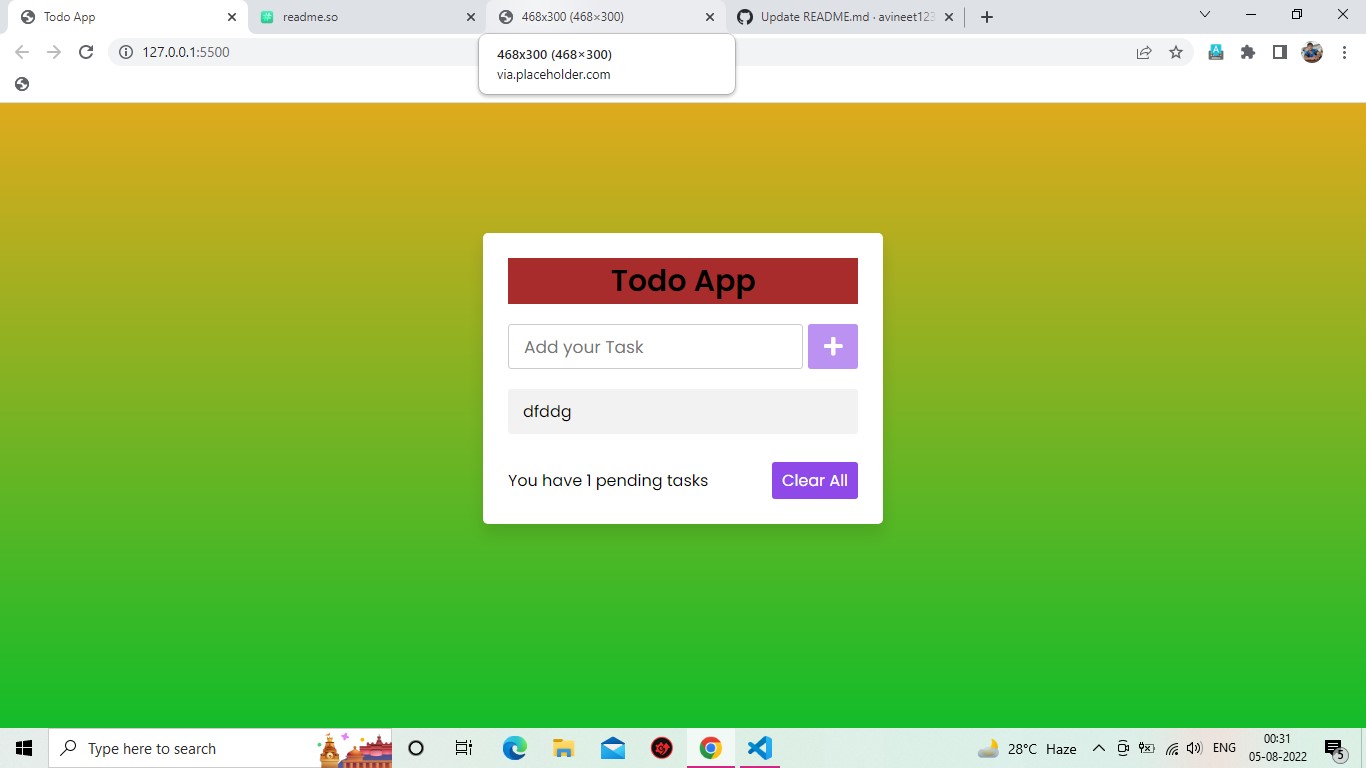 Todo App
readme.so
468x300 (468×300)
Update README.md · avineet123
127.0.0.1:5500
468x300 (468×300)
via.placeholder.com
Todo App
Add your Task
dfddg
You have 1 pending tasks
Clear All
Type here to search
28°C Haze
ENG
00:31
05-08-2022
5